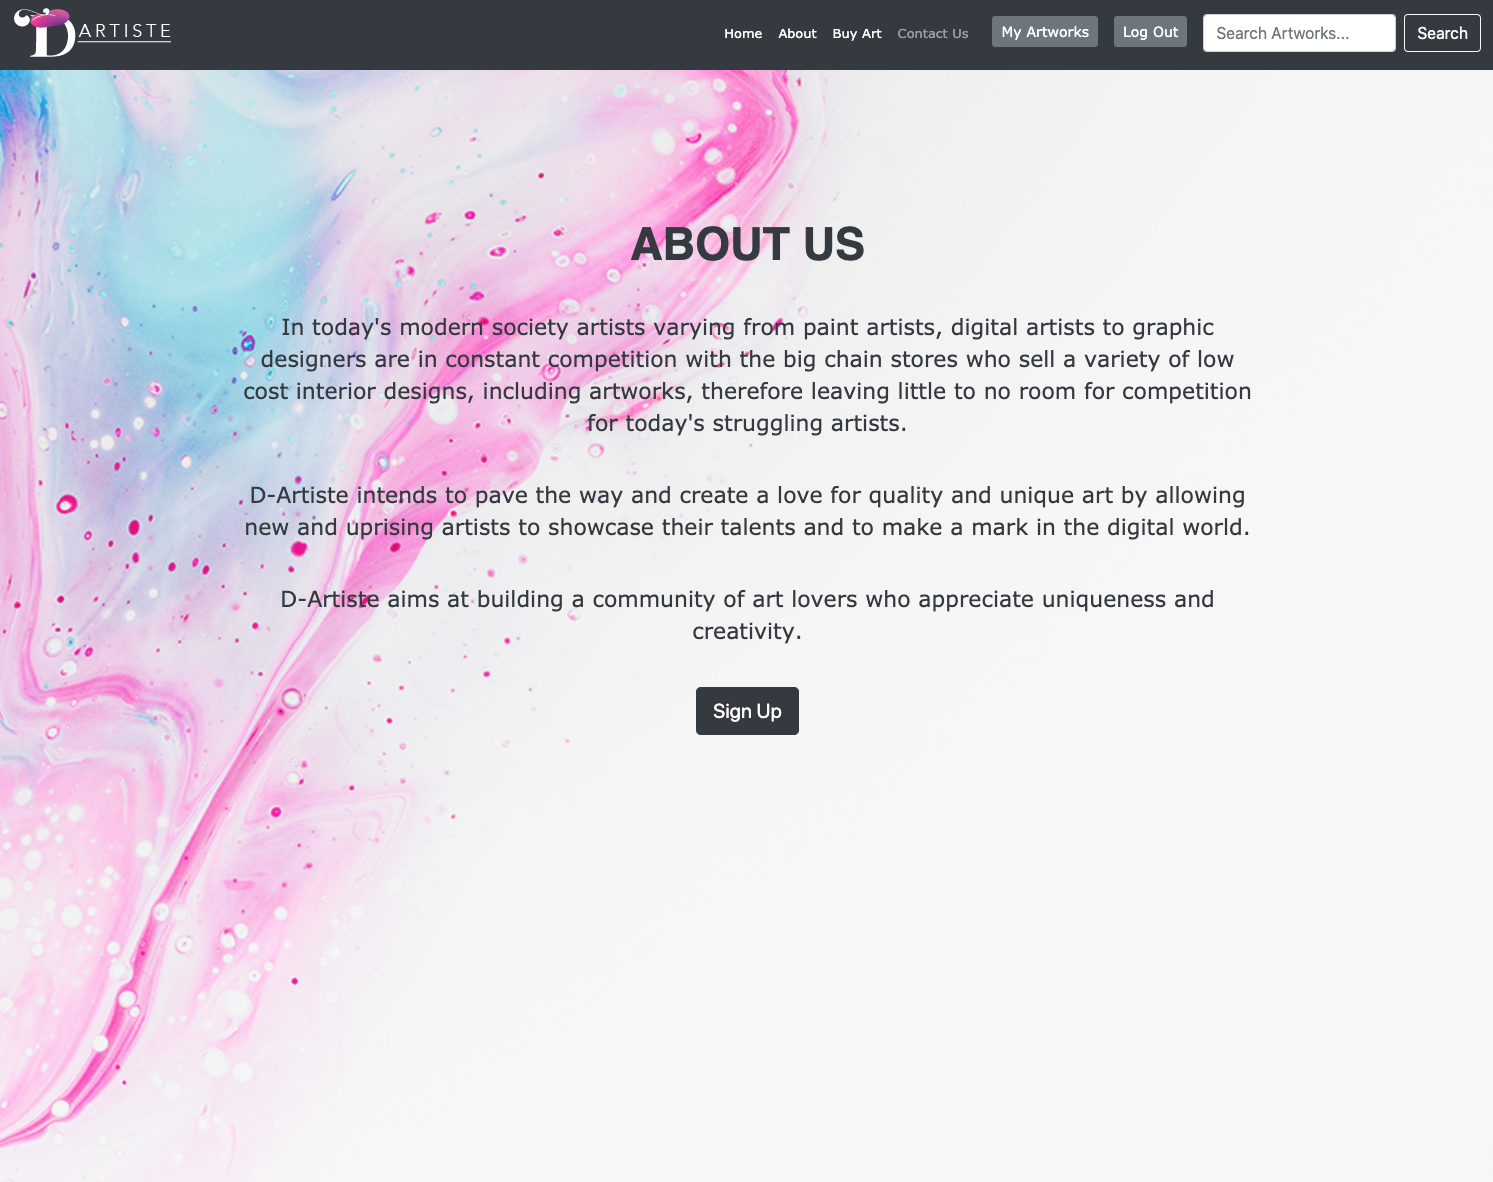 D ARTISTE
Home About Buy Art Contact Us My Artworks Log Out Search Artworks... Search
ABOUT US
In today's modern society artists varying from paint artists, digital artists to graphic
designers are in constant competition with the big chain stores who sell a variety of low
cost interior designs, including artworks, therefore leaving little to no room for competition
for today's struggling artists.
D-Artiste intends to pave the way and create a love for quality and unique art by allowing
new and uprising artists to showcase their talents and to make a mark in the digital world.
D-Artiste aims at building a community of art lovers who appreciate uniqueness and
creativity.
Sign Up